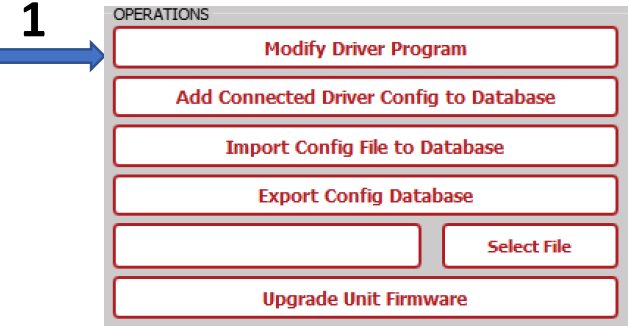 1
OPERATIONS
Modify Driver Program
Add Connected Driver Config to Database
Import Config File to Database
Export Config Database
Select File
Upgrade Unit Firmware